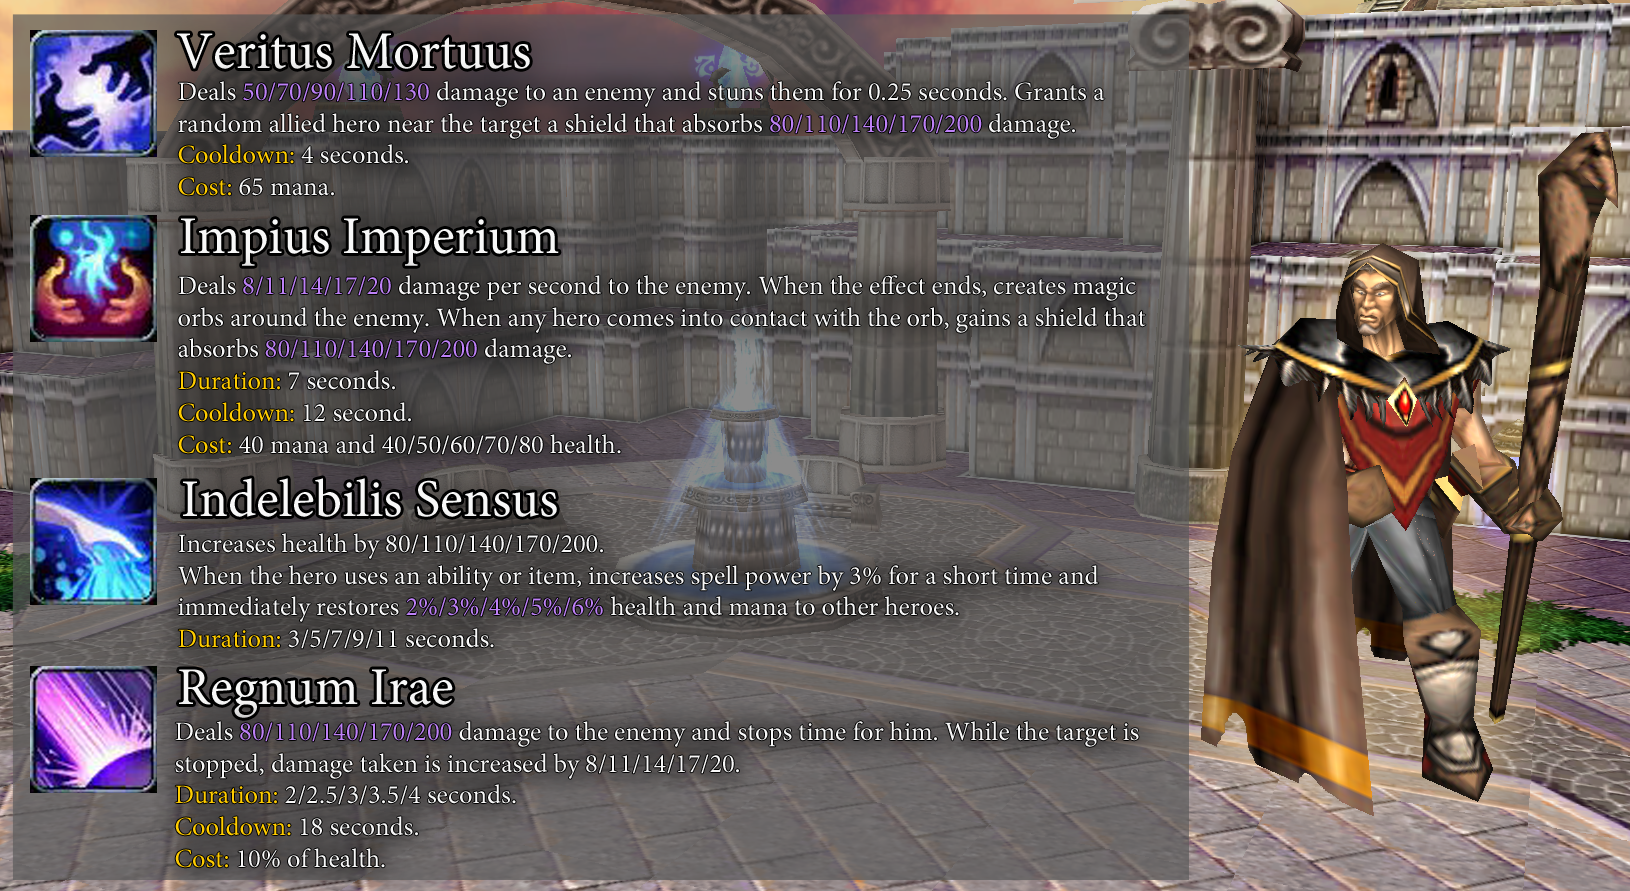 Veritus Mortuus
Deals 50/70/90/110/130 damage to an enemy and stuns them for 0.25 seconds. Grants a
random allied hero near the target a shield that absorbs 80/110/140/170/200 damage.
Cooldown: 4 seconds.
Cost: 65 mana.
Impius Imperium
Deals 8/11/14/17/20 damage per second to the enemy. When the effect ends, creates magic
orbs around the enemy. When any hero comes into contact with the orb, gains a shield that
absorbs 80/110/140/170/200 damage.
Duration: 7 seconds.
Cooldown: 12 second.
Cost: 40 mana and 40/50/60/70/80 health.
Indelebilis Sensus
Increases health by 80/110/140/170/200.
When the hero uses an ability or item, increases spell power by 3% for a short time and
immediately restores 2%/3%/4%/5%/6% health and mana to other heroes.
Duration: 3/5/7/9/11 seconds.
Regnum Irae
Deals 80/110/140/170/200 damage to the enemy and stops time for him. While the target is
stopped, damage taken is increased by 8/11/14/17/20.
Duration: 2/2.5/3/3.5/4 seconds.
Cooldown: 18 seconds.
Cost: 10% of health.